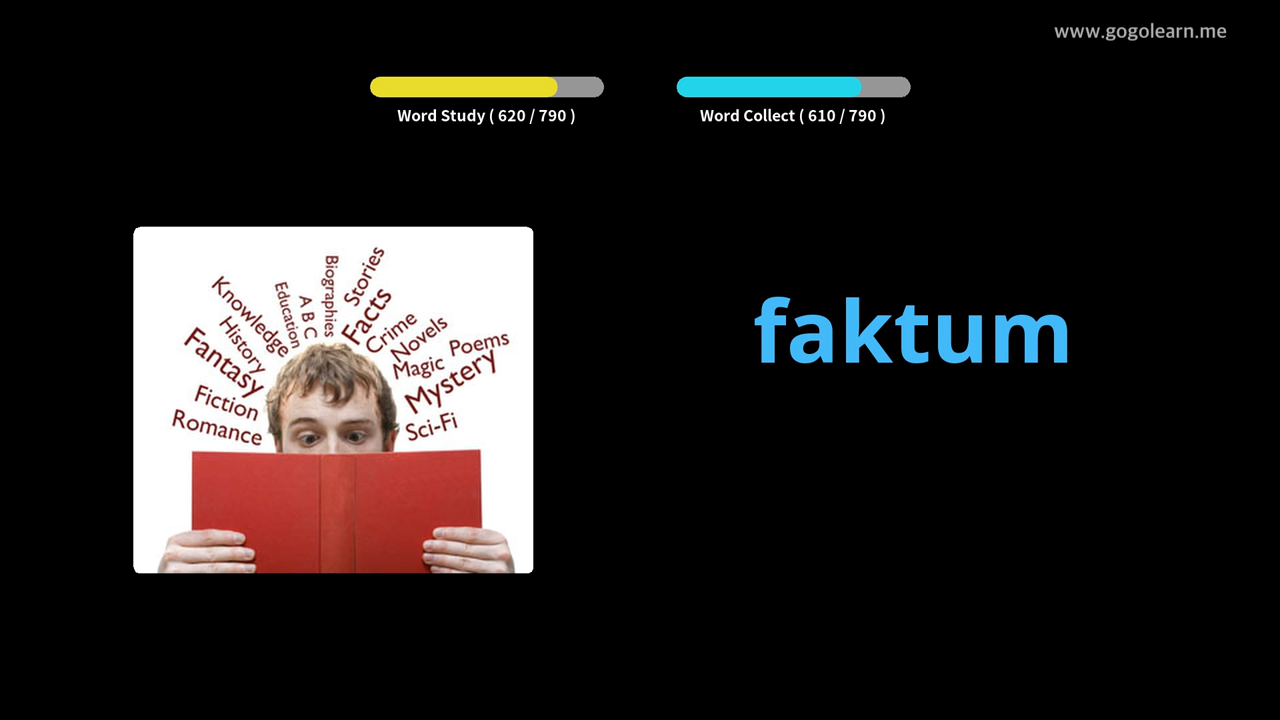 www.gogolearn.me
Word Study ( 620 / 790 )
Word Collect ( 610 / 790 )
faktum
Romance
Fiction
Fantasy
History
Knowledge
Education
A B C
Biographies
Stories
Facts
Crime
Novels
Magic
Poems
Mystery
Sci-Fi